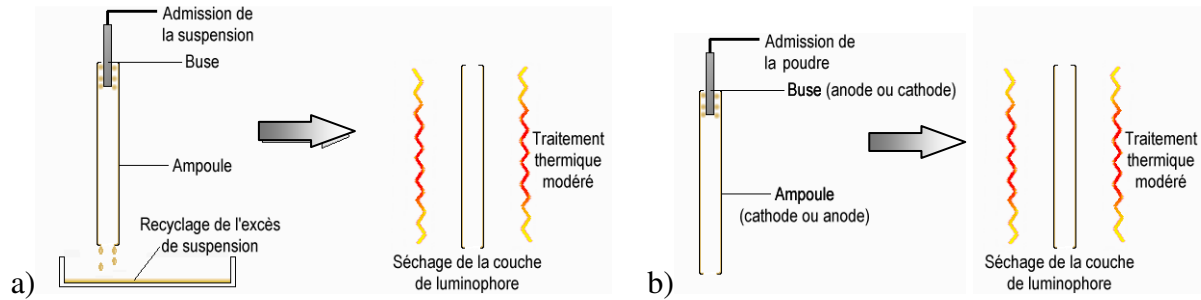 a)
Admission de
la suspension
Buse
Ampoule
Recyclage de l'excès
de suspension
Traitement
thermique
modéré
Séchage de la couche
de luminophore
b)
Admission de
la poudre
Buse (anode ou cathode)
Ampoule
(cathode ou anode)
Traitement
thermique
modéré
Séchage de la couche
de luminophore